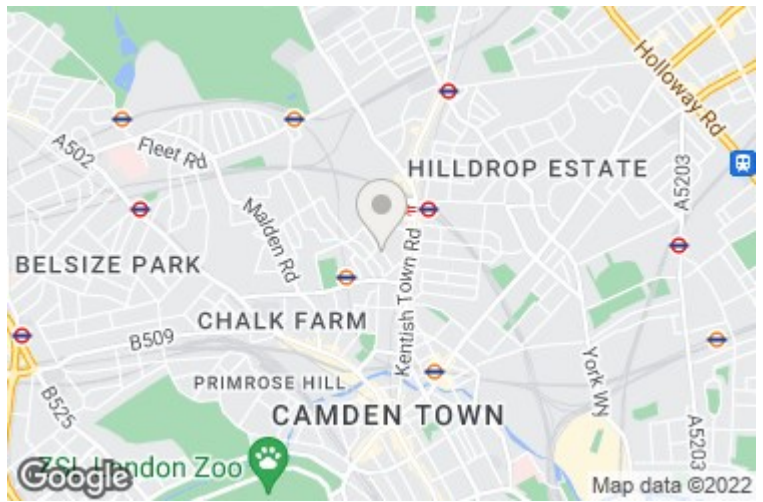 Holloway Rd
A502
Fleet Rd
HILLDROP ESTATE
A5203
Malden Rd
BELSIZE PARK
Kentish Town Rd
CHALK FARM
B509
PRIMROSE HILL
York Wy
B525
CAMDEN TOWN
A5203
ZSL London Zoo
Google
Map data ©2022